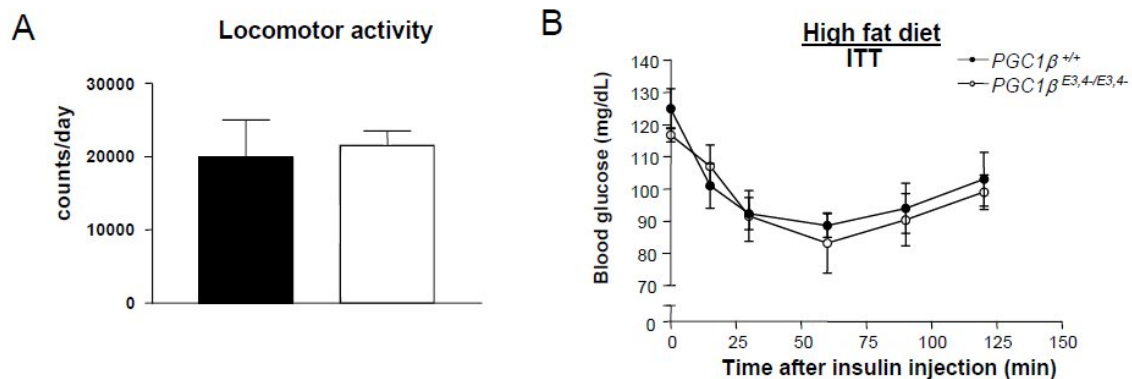 A
Locomotor activity
counts/day
30000
20000
10000
0
B
High fat diet
ITT
PGC1β +/+
PGC1β E3,4-/E3,4-
Blood glucose (mg/dL)
140
130
120
110
100
90
80
70
0
0 25 50 75 100 125 150
Time after insulin injection (min)